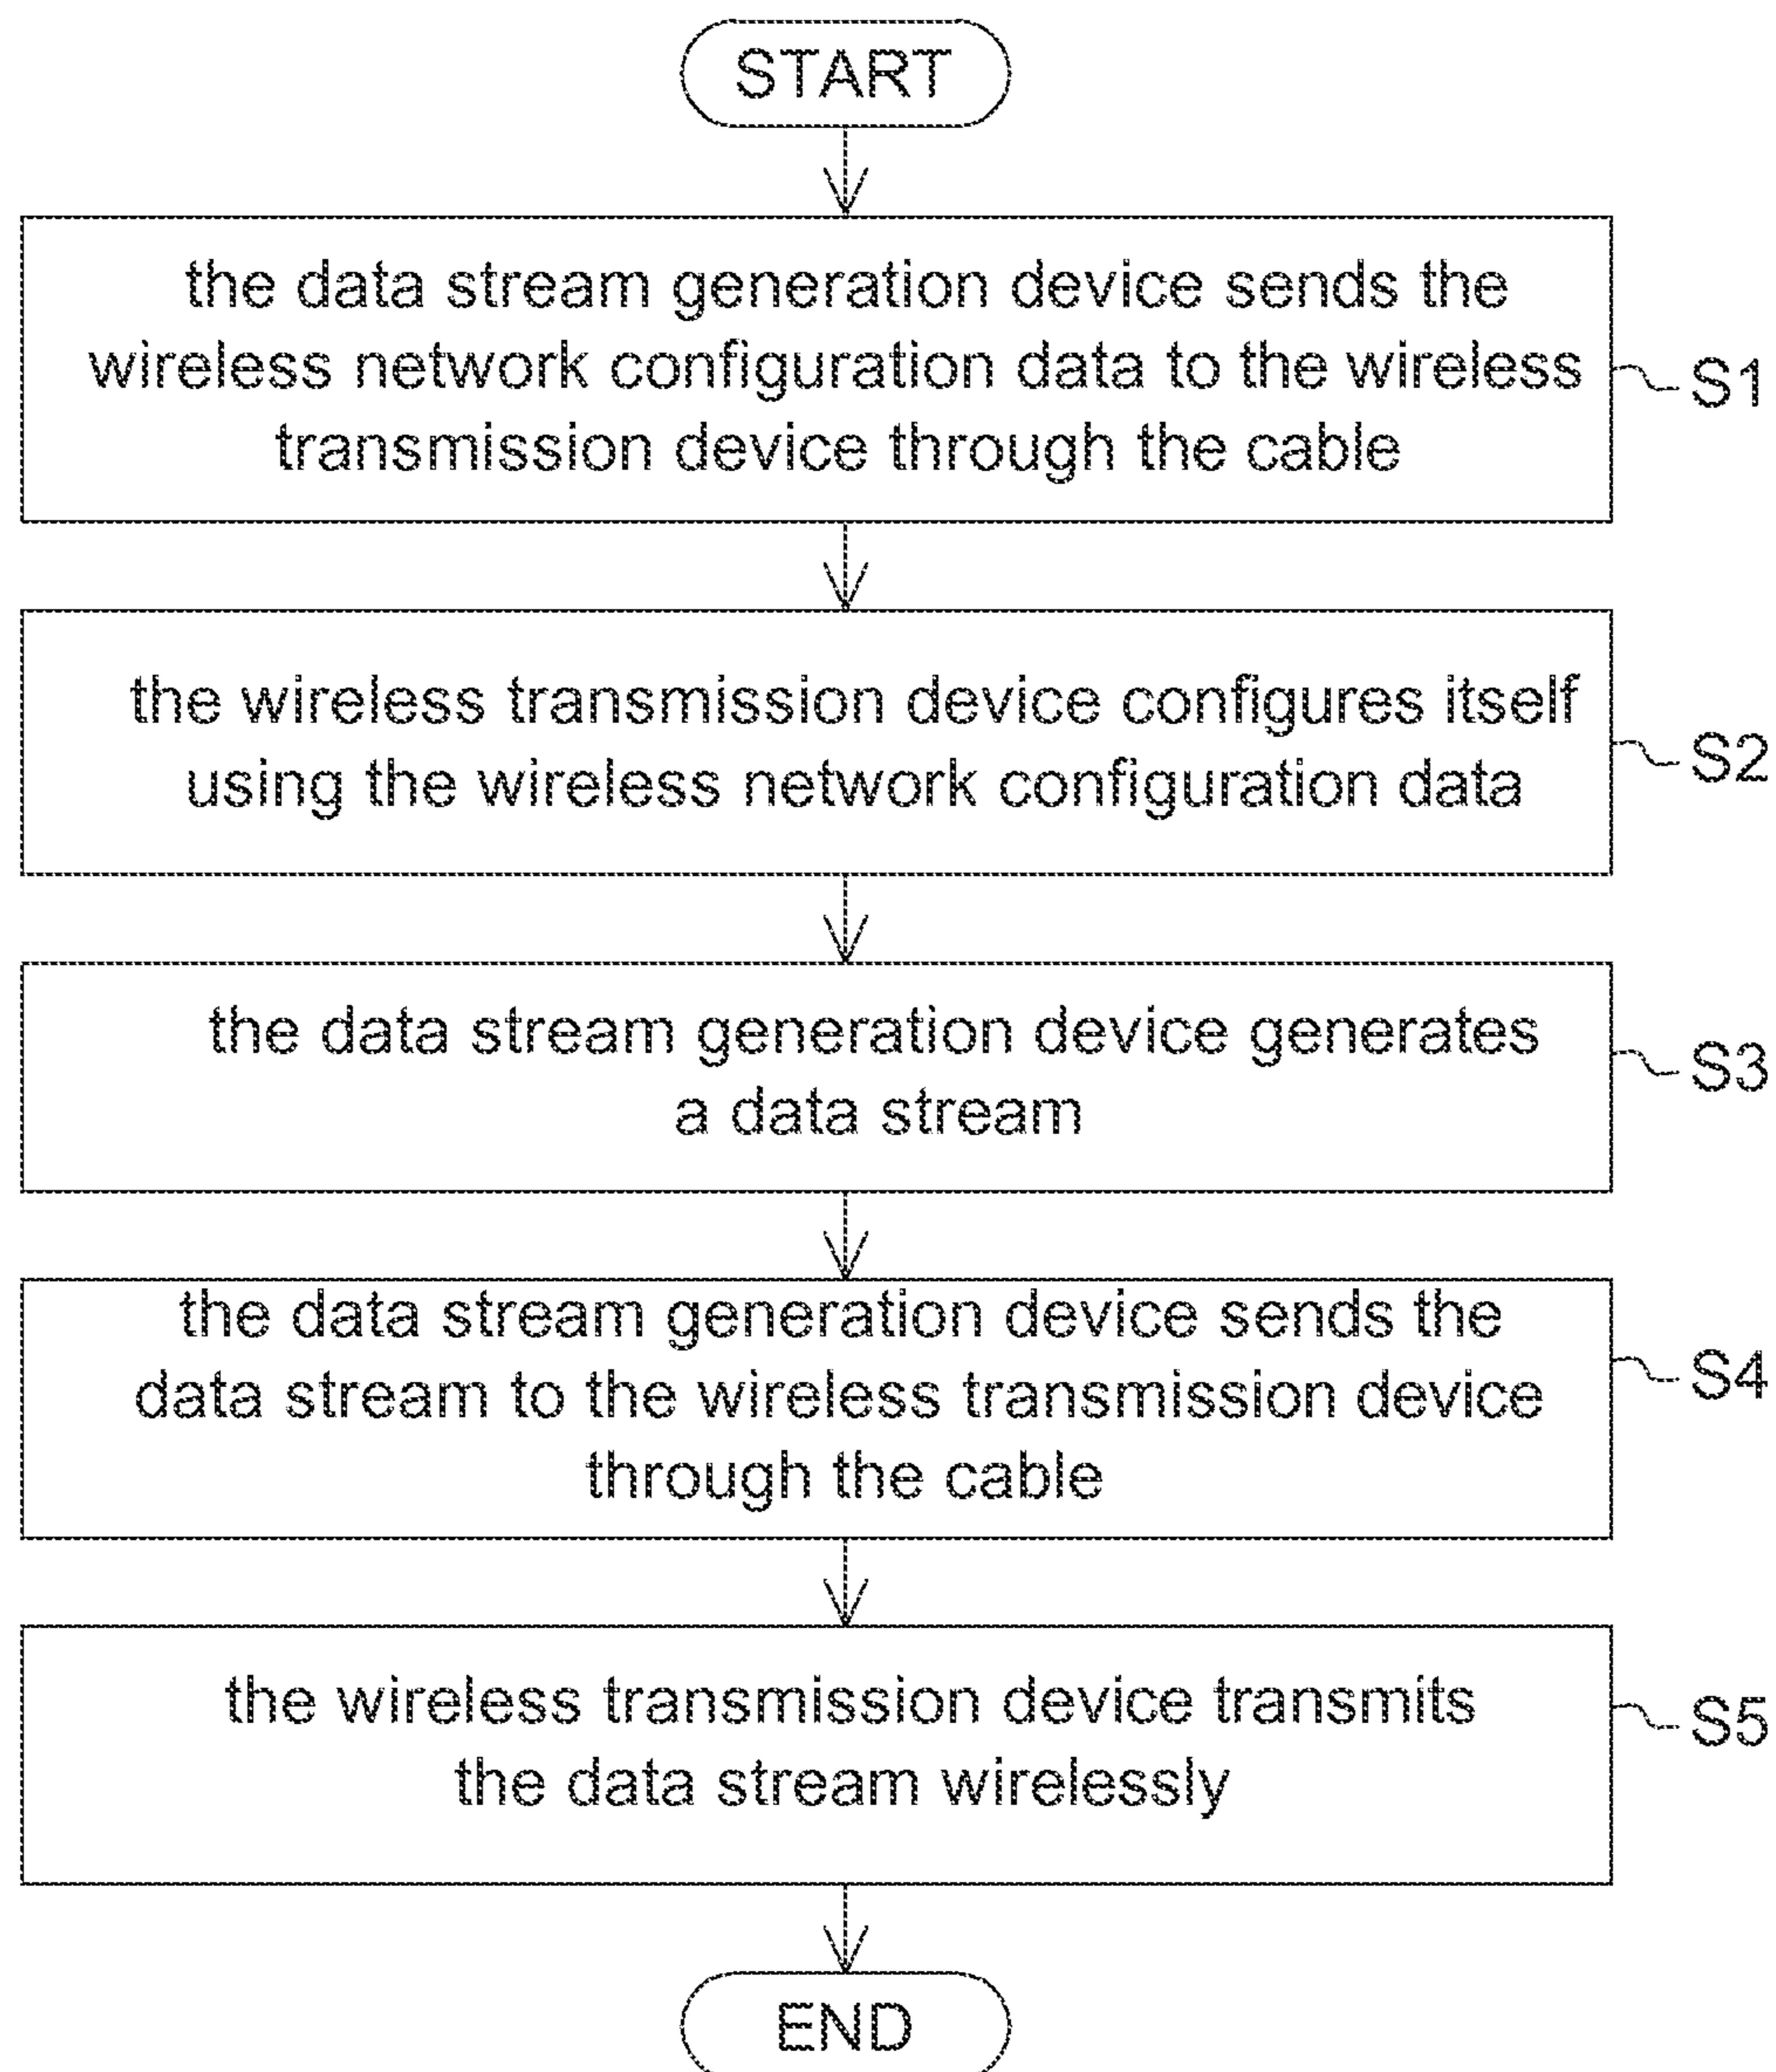 START
the data stream generation device sends the
wireless network configuration data to the wireless
transmission device through the cable
S1
the wireless transmission device configures itself
using the wireless network configuration data
S2
the data stream generation device generates
a data stream
S3
the data stream generation device sends the
data stream to the wireless transmission device
through the cable
S4
the wireless transmission device transmits
the data stream wirelessly
S5
END